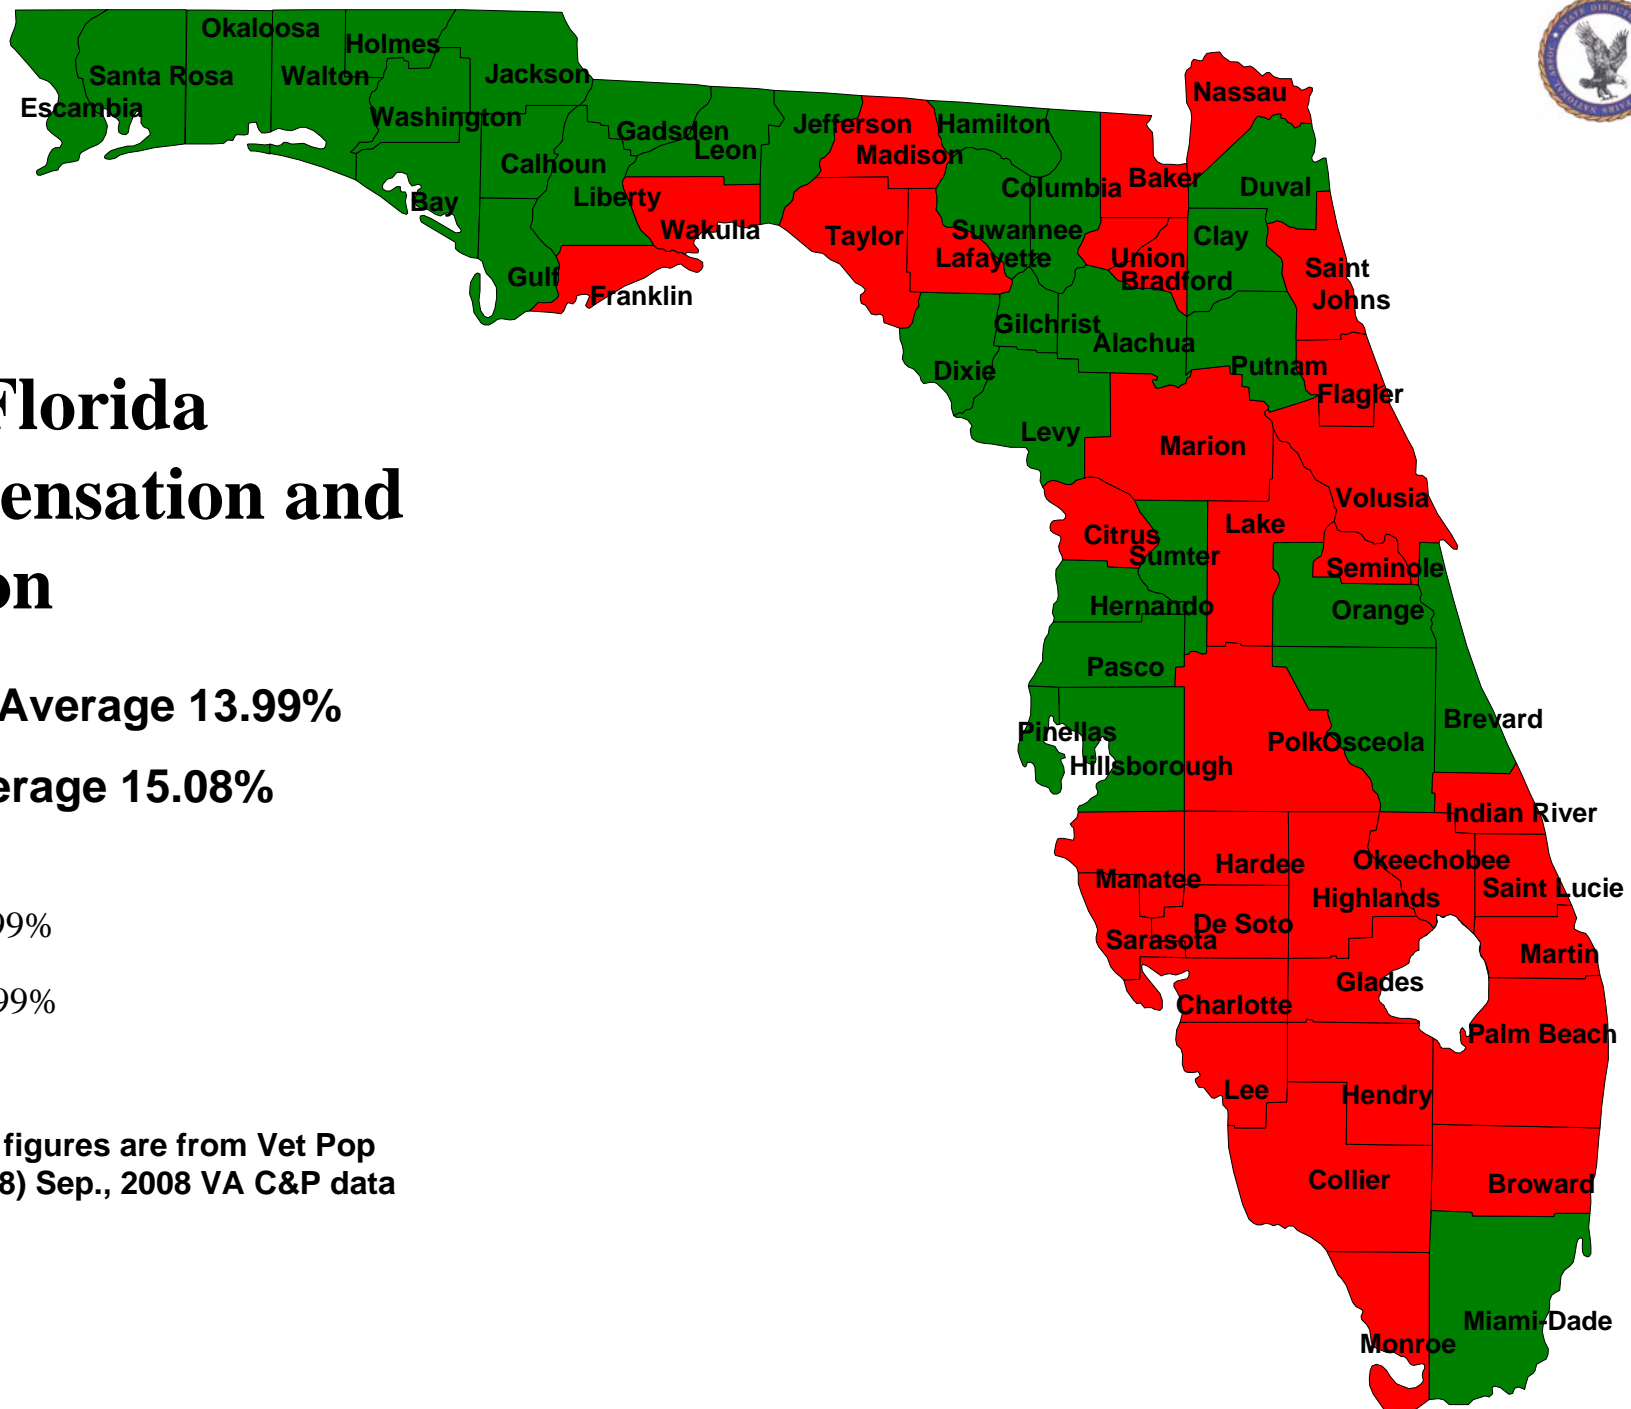 Okaloosa
Holmes
Santa Rosa
Walton
Jackson
Escambia
Washington
Gadsden
Leon
Jefferson
Madison
Hamilton
Nassau
Calhoun
Liberty
Bay
Wakulla
Taylor
Columbia
Baker
Duval
Suwannee
Lafayette
Union
Bradford
Clay
Saint
Johns
Gulf
Franklin
Gilchrist
Alachua
Dixie
Putnam
Flagler
Florida
Levy
Marion
ensation and
Volusia
Citrus
Lake
Sumter
Seminole
on
Hernando
Orange
Pasco
Average 13.99%
Pinellas
Hillsborough
Polk
Osceola
Brevard
erage 15.08%
Indian River
Manatee
Hardee
Okeechobee
Highlands
Saint Lucie
99%
De Soto
Sarasota
Martin
99%
Glades
Charlotte
Palm Beach
Lee
Hendry
figures are from Vet Pop
8) Sep., 2008 VA C&P data
Collier
Broward
Miami-Dade
Monroe